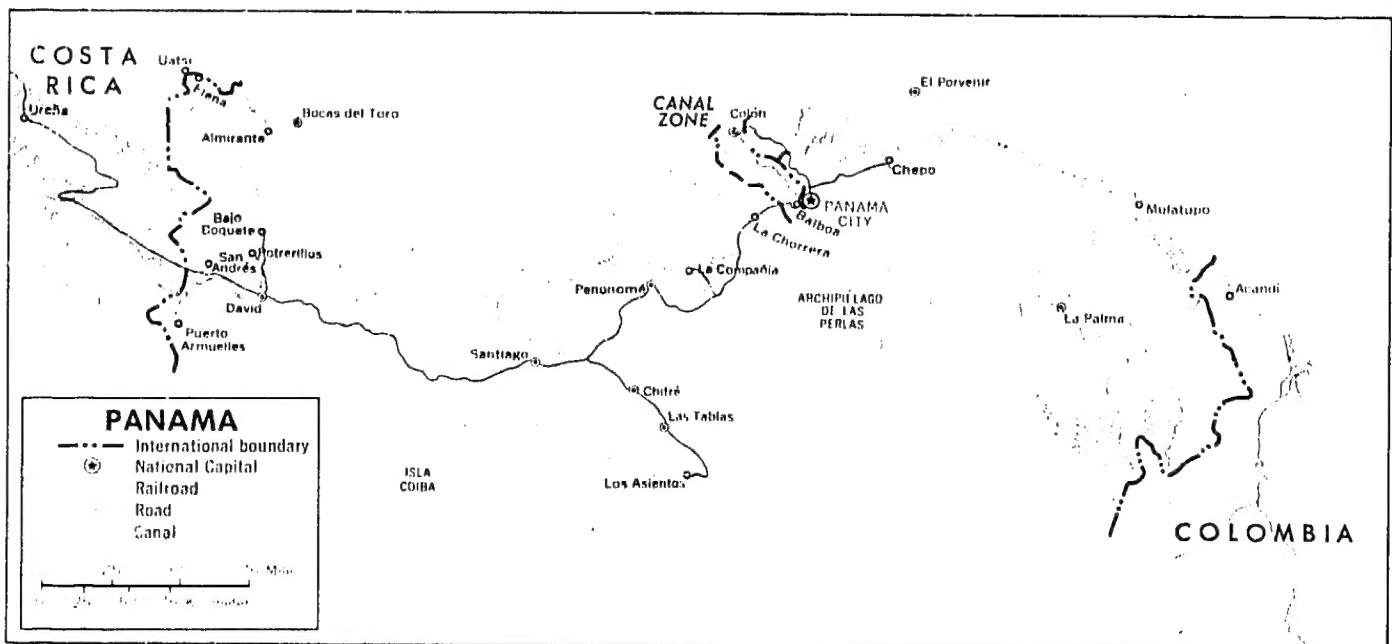 COSTA
RICA
Uatsi
Ureña
Almirante
Bocas del Toro
El Porvenir
CANAL
ZONE
Colón
Chepo
PANAMA
CITY
Balboa
La Chorrera
Mulatupo
Bajo
Boquete
Potrerillos
San
Andrés
David
Puerto
Armuelles
La Compañía
Penonomé
ARCHIPIÉLAGO
DE LAS
PERLAS
La Palma
Acandí
Santiago
Chitré
Las Tablas
Los Asientos
ISLA
COIBA
COLOMBIA
PANAMA
International boundary
National Capital
Railroad
Road
Canal